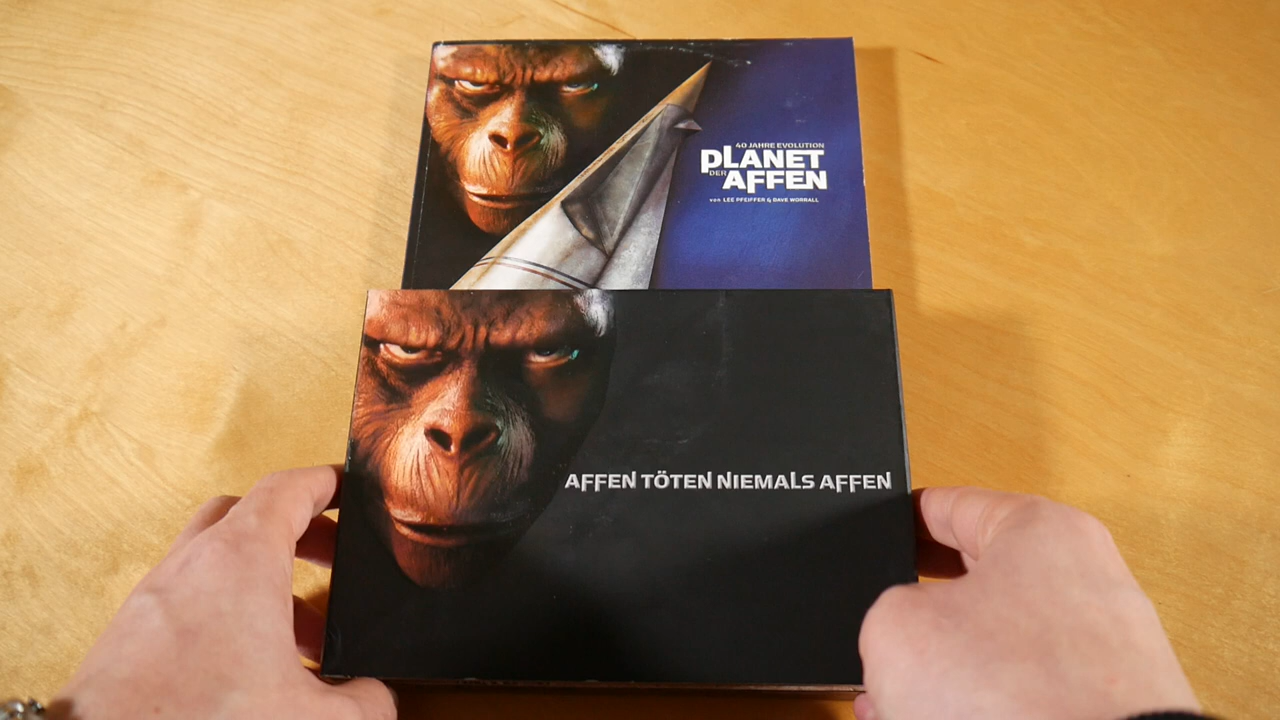 40 JAHRE EVOLUTION
PLANET
DER AFFEN
von LEE PFEIFFER & DAVE WORRALL
AFFEN TÖTEN NIEMALS AFFEN